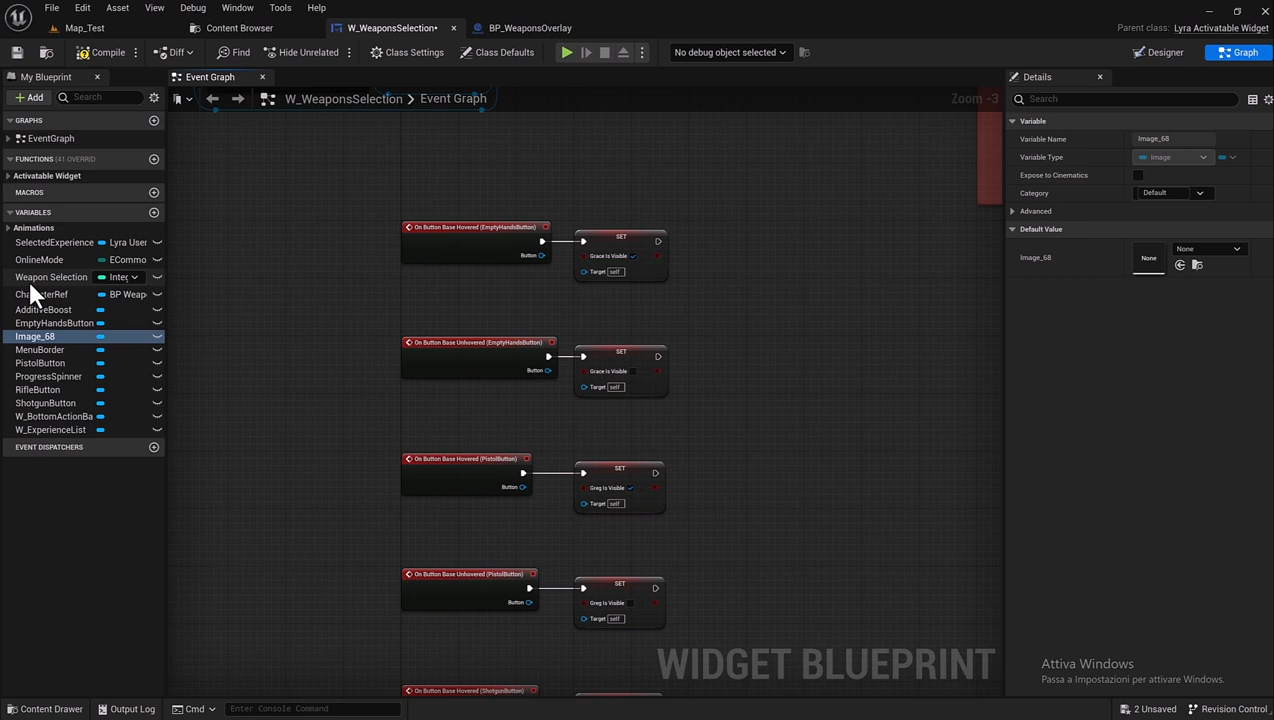 File Edit Asset View Debug Window Tools Help
Map_Test Content Browser W_WeaponsSelection• BP_WeaponsOverlay
Parent class: Lyra Activatable Widget
Compile Diff Find Hide Unrelated Class Settings Class Defaults No debug object selected Designer Graph
My Blueprint Event Graph Details
Add Search W_WeaponsSelection > Event Graph Zoom -3 Search
GRAPHS
EventGraph
FUNCTIONS (41 OVERRID
Activatable Widget
MACROS
VARIABLES
Animations
SelectedExperience Lyra User
OnlineMode ECommo
Weapon Selection Integ
CharacterRef BP Weap
AdditiveBoost
EmptyHandsButton
Image_68
MenuBorder
PistolButton
ProgressSpinner
RifleButton
ShotgunButton
W_BottomActionBa
W_ExperienceList
EVENT DISPATCHERS
On Button Base Hovered (EmptyHandsButton)
Button
SET
Grace Is Visible
Target self
On Button Base Unhovered (EmptyHandsButton)
Button
SET
Grace Is Visible
Target self
On Button Base Hovered (PistolButton)
Button
SET
Greg Is Visible
Target self
On Button Base Unhovered (PistolButton)
Button
SET
Greg Is Visible
Target self
On Button Base Hovered (ShotgunButton)
WIDGET BLUEPRINT
Variable
Variable Name Image_68
Variable Type Image
Expose to Cinematics
Category Default
Advanced
Default Value
Image_68 None None
Attiva Windows
Passa a Impostazioni per attivare Windows.
Content Drawer Output Log Cmd Enter Console Command 2 Unsaved Revision Control